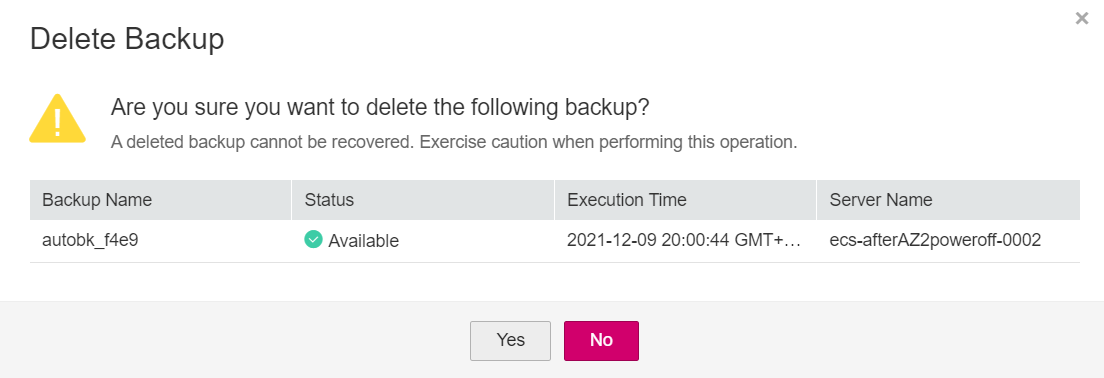 Delete Backup
Are you sure you want to delete the following backup?
A deleted backup cannot be recovered. Exercise caution when performing this operation.
Backup Name Status Execution Time Server Name
autobk_f4e9 Available 2021-12-09 20:00:44 GMT+... ecs-afterAZ2poweroff-0002
Yes No